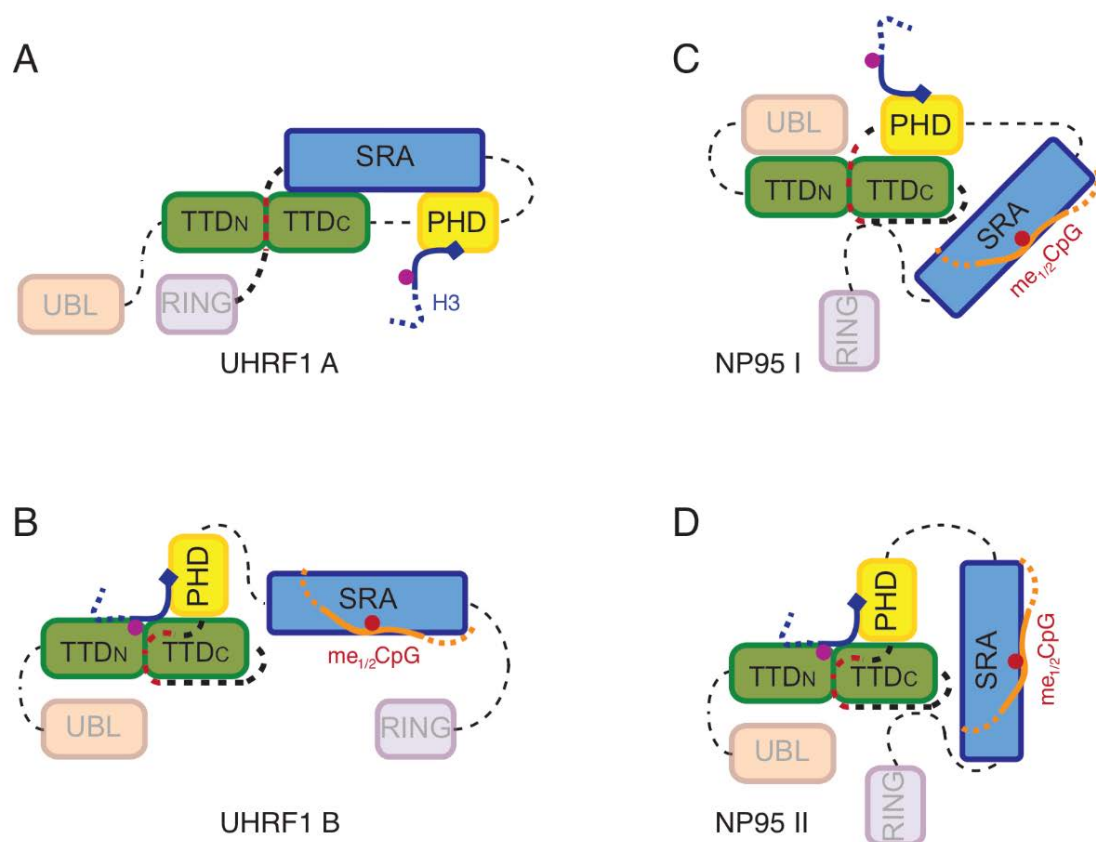 A
SRA
TTDN
TTDC
PHD
UBL
RING
H3
UHRF1 A
C
UBL
PHD
TTDN
TTDC
SRA
me1/2CpG
RING
NP95 I
B
PHD
SRA
TTDN
TTDC
me1/2CpG
UBL
RING
UHRF1 B
D
PHD
TTDN
TTDC
SRA
me1/2CpG
UBL
RING
NP95 II